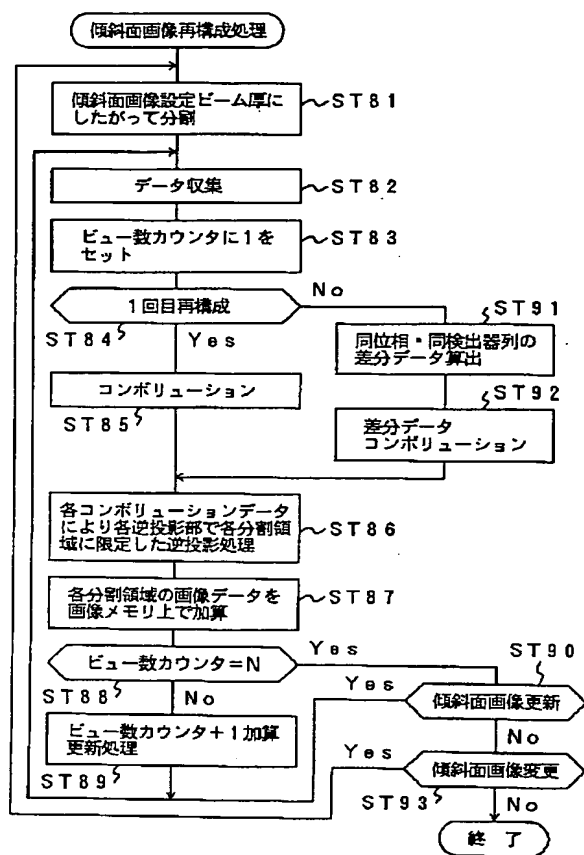 傾斜面画像再構成処理
傾斜面画像設定ビーム厚に
したがって分割
ST81
データ収集
ST82
ビュー数カウンタに1を
セット
ST83
1回目再構成
No
ST84
Yes
ST91
同位相・同検出器列の
差分データ算出
コンボリューション
ST85
ST92
差分データ
コンボリューション
各コンボリューションデータ
により各逆投影部で各分割領
域に限定した逆投影処理
ST86
各分割領域の画像データを
画像メモリ上で加算
ST87
ビュー数カウンタ=N
Yes
ST88
No
ST90
Yes
傾斜面画像更新
No
ビュー数カウンタ+1加算
更新処理
ST89
Yes
傾斜面画像変更
ST93
No
終了